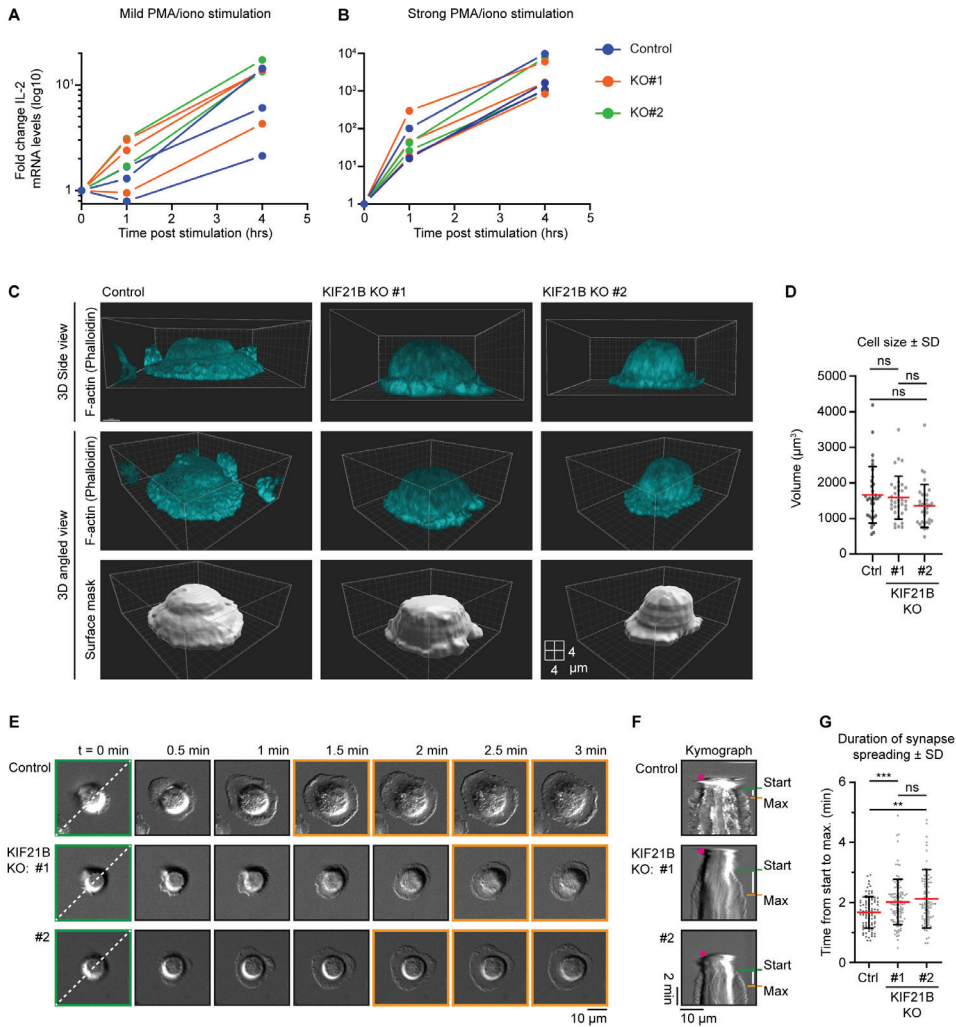 A
Mild PMA/iono stimulation
Fold change IL-2
mRNA levels (log10)
10¹
1
0 1 2 3 4 5
Time post stimulation (hrs)
B
Strong PMA/iono stimulation
10⁴
10³
10²
10¹
1
0 1 2 3 4 5
Time post stimulation (hrs)
Control
KO#1
KO#2
C
Control
KIF21B KO #1
KIF21B KO #2
3D Side view
F-actin (Phalloidin)
3D angled view
F-actin (Phalloidin)
Surface mask
4
4 µm
D
Cell size ± SD
ns
ns
ns
Volume (µm³)
5000
4000
3000
2000
1000
0
Ctrl #1 #2
KIF21B
KO
E
t = 0 min 0.5 min 1 min 1.5 min 2 min 2.5 min 3 min
Control
KIF21B
KO: #1
#2
10 µm
F
Kymograph
Control
Start
Max
KIF21B
KO: #1
Start
Max
#2
Start
Max
2 min
10 µm
G
Duration of synapse
spreading ± SD
***
ns
**
Time from start to max. (min)
6
4
2
0
Ctrl #1 #2
KIF21B
KO